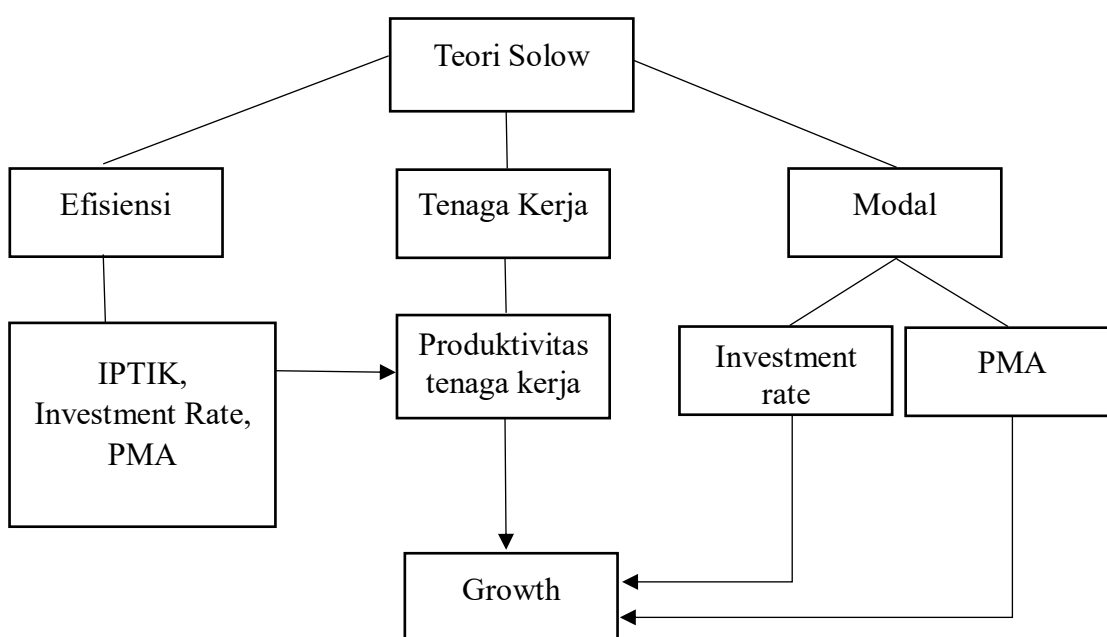 Teori Solow
Efisiensi
Tenaga Kerja
Modal
IPTIK,
Investment Rate,
PMA
Produktivitas
tenaga kerja
Investment
rate
PMA
Growth